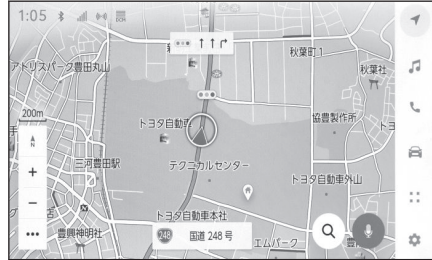 1:05
DCM
秋葉町1
アトリスパーク豊田丸山
秋葉社
200m
トヨタ自動車
協豊製作所
N
三河豊田駅
テクニカルセンター
トヨタ自動車外山
トヨタ自動車本社
248 国道 248 号
豊興神明社
エムパーク